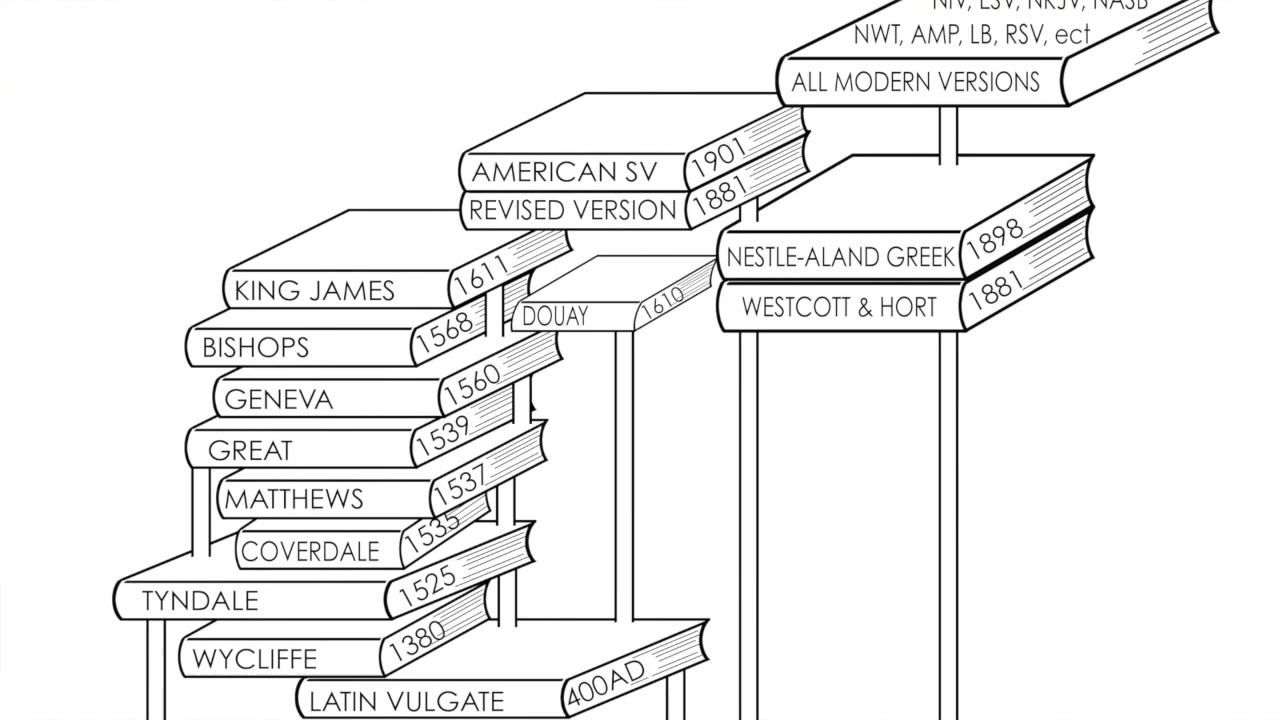 NIV, ESV, NKJV, NASB
NWT, AMP, LB, RSV, ect
ALL MODERN VERSIONS
AMERICAN SV 1901
REVISED VERSION 1881
NESTLE-ALAND GREEK 1898
WESTCOTT & HORT 1881
KING JAMES 1611
DOUAY 1610
BISHOPS 1568
GENEVA 1560
GREAT 1539
MATTHEWS 1537
COVERDALE 1535
TYNDALE 1525
WYCLIFFE 1380
LATIN VULGATE 400AD